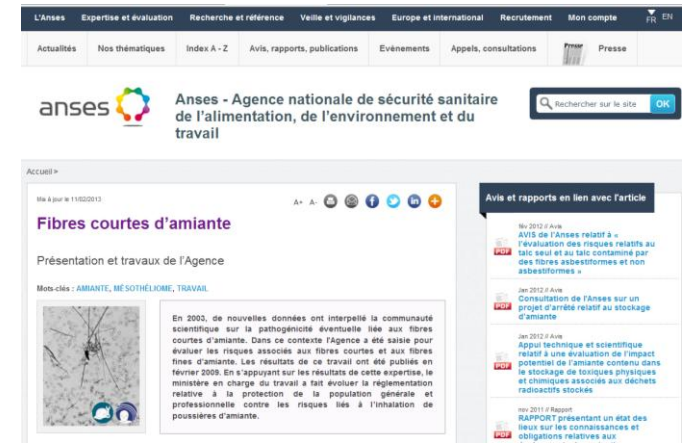 L'Anses Expertise et évaluation Recherche et référence Veille et vigilances Europe et international Recrutement Mon compte FR EN
Actualités Nos thématiques Index A - Z Avis, rapports, publications Evènements Appels, consultations Presse Presse
anses
Anses - Agence nationale de sécurité sanitaire
de l'alimentation, de l'environnement et du
travail
Rechercher sur le site OK
Accueil >
Mis à jour le 11/02/2013
A+ A-
Fibres courtes d'amiante
Présentation et travaux de l'Agence
Mots-clés : AMIANTE, MÉSOTHÉLIOME, TRAVAIL
En 2003, de nouvelles données ont interpellé la communauté
scientifique sur la pathogénicité éventuelle liée aux fibres
courtes d'amiante. Dans ce contexte l'Agence a été saisie pour
évaluer les risques associés aux fibres courtes et aux fibres
fines d'amiante. Les résultats de ce travail ont été publiés en
février 2009. En s'appuyant sur les résultats de cette expertise, le
ministère en charge du travail a fait évoluer la réglementation
relative à la protection de la population générale et
professionnelle contre les risques liés à l'inhalation de
poussières d'amiante.
Avis et rapports en lien avec l'article
fév 2012 // Avis
AVIS de l'Anses relatif à «
l'évaluation des risques relatifs au
talc seul et au talc contaminé par
des fibres asbestiformes et non
asbestiformes »
PDF
Jan 2012 // Avis
Consultation de l'Anses sur un
projet d'arrêté relatif au stockage
d'amiante
PDF
Jan 2012 // Avis
Appui technique et scientifique
relatif à une évaluation de l'impact
potentiel de l'amiante contenu dans
le stockage de toxiques physiques
et chimiques associés aux déchets
radioactifs stockés
PDF
nov 2011 // Rapport
RAPPORT présentant un état des
lieux sur les connaissances et
obligations relatives aux
PDF